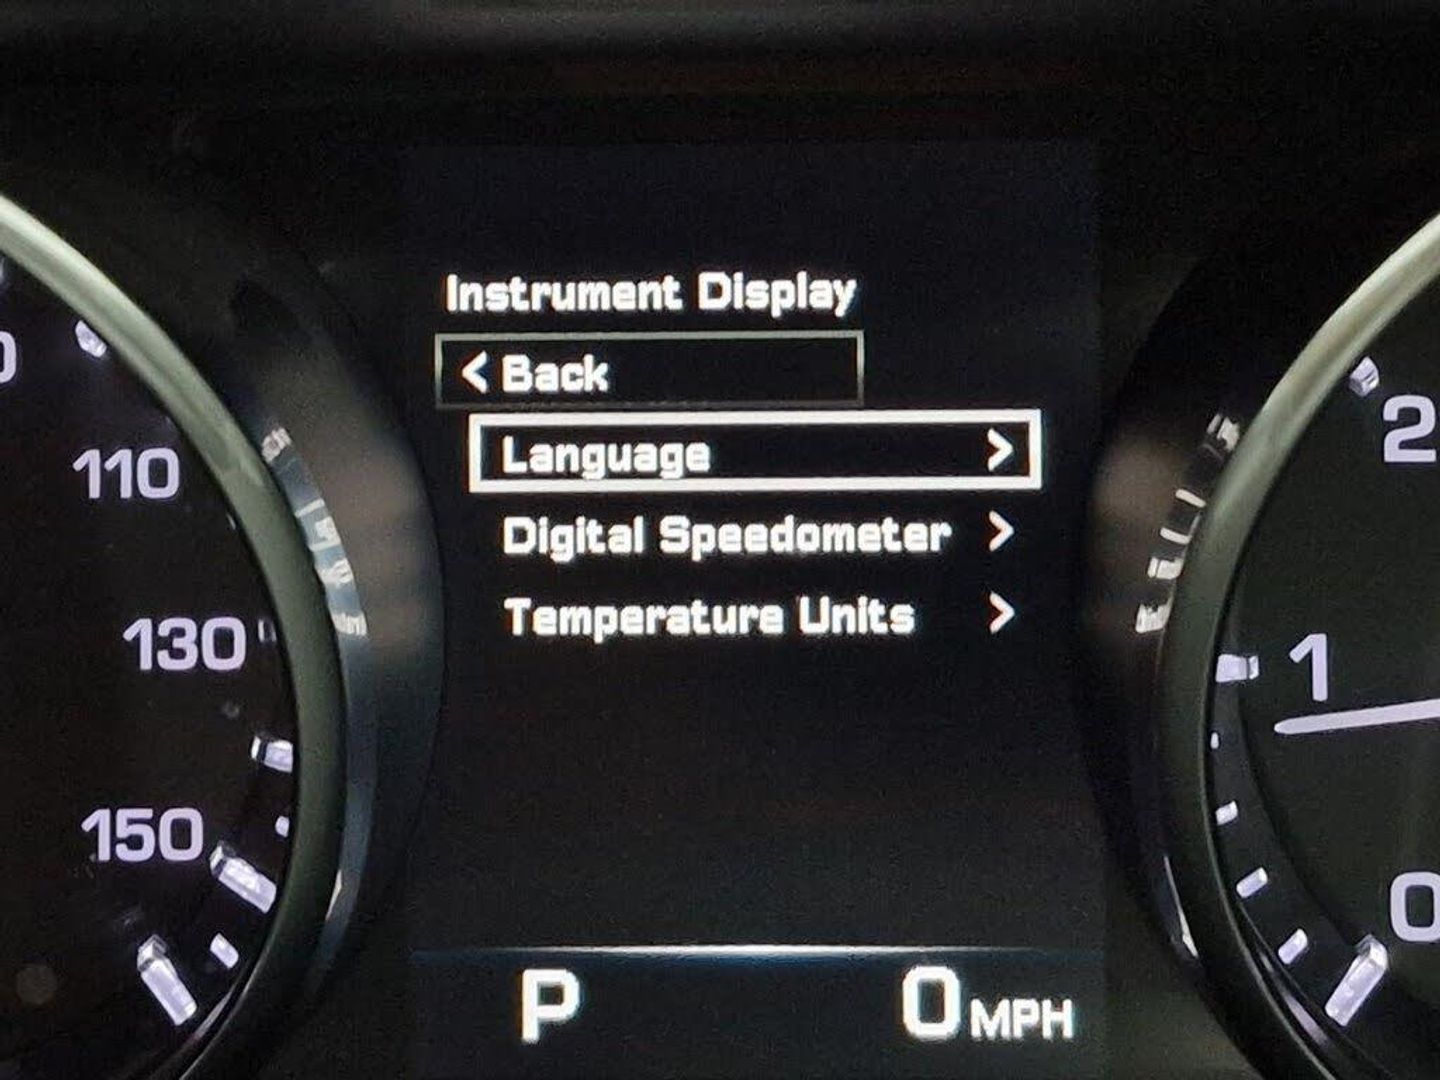 Instrument Display
< Back
Language >
Digital Speedometer >
Temperature Units >
110
130
150
2
1
0
P
0 MPH